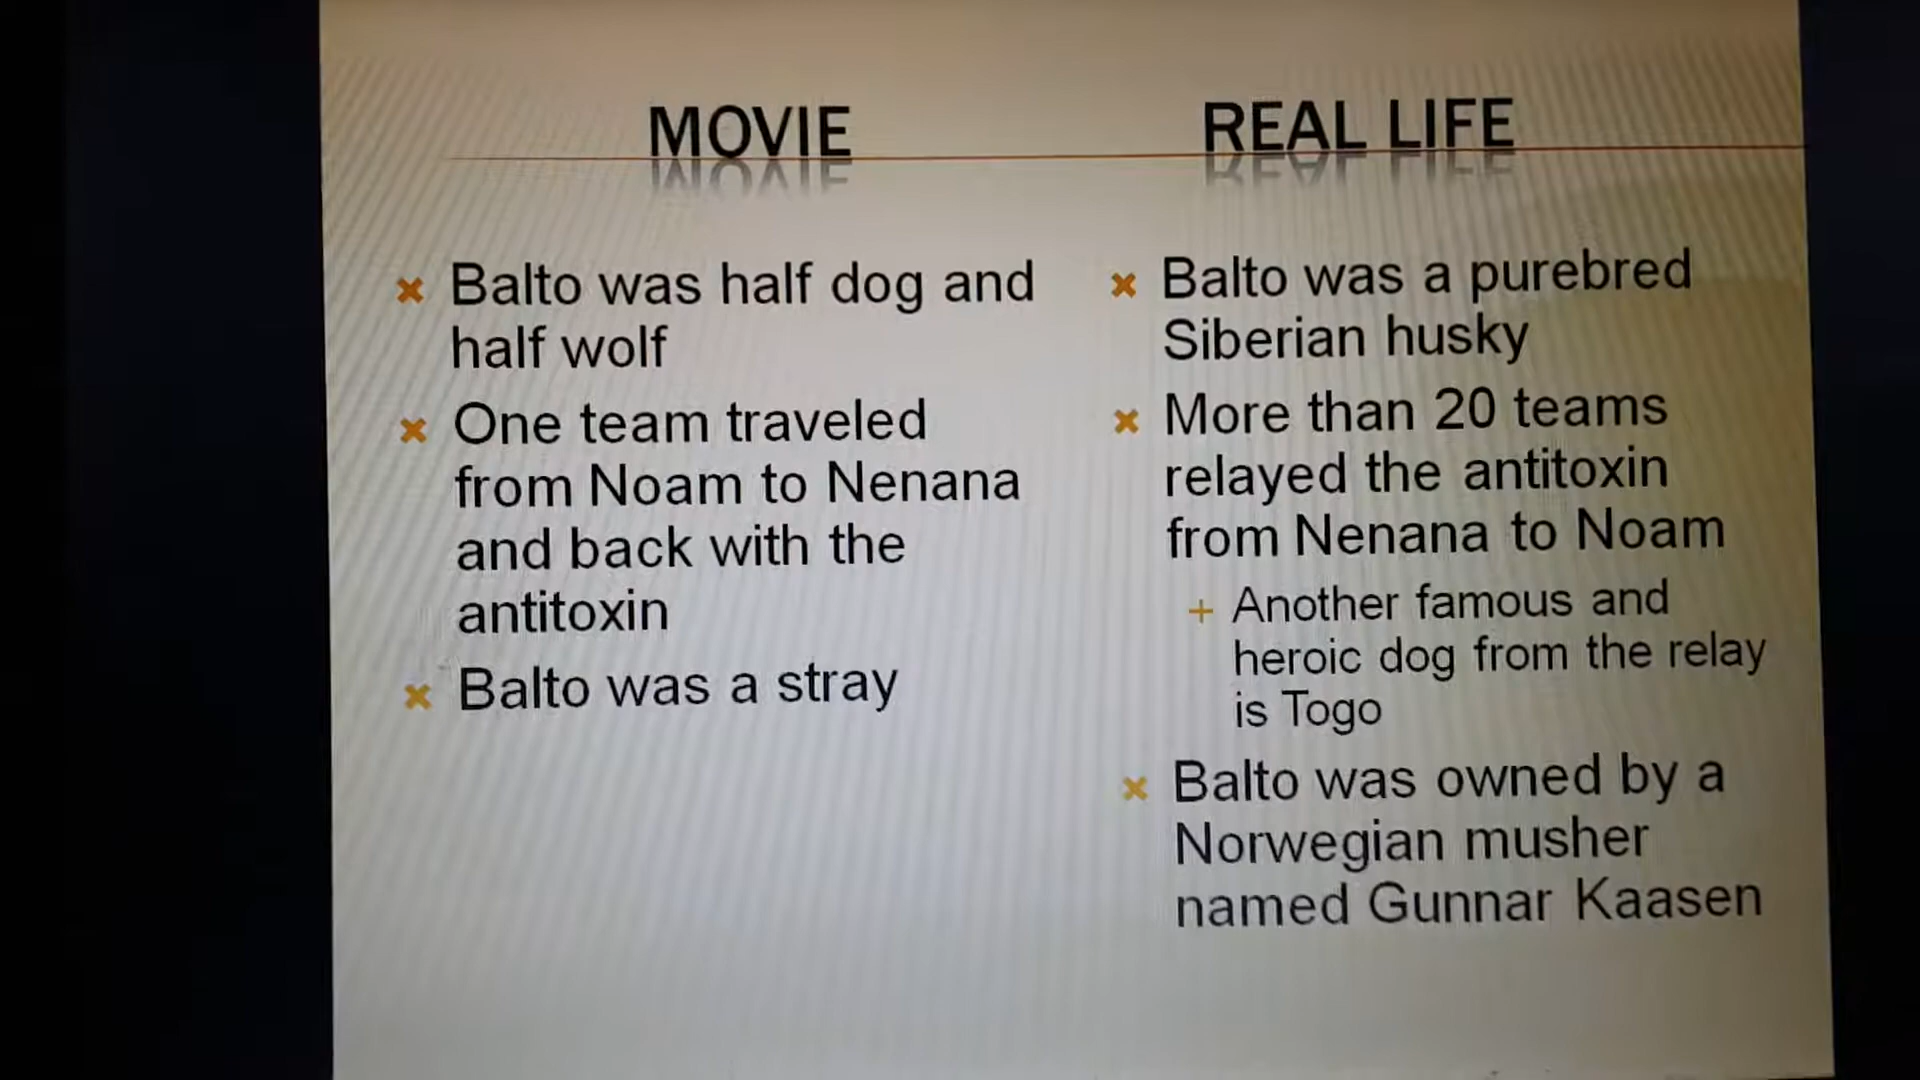 MOVIE
Balto was half dog and
half wolf
One team traveled
from Noam to Nenana
and back with the
antitoxin
Balto was a stray
REAL LIFE
Balto was a purebred
Siberian husky
More than 20 teams
relayed the antitoxin
from Nenana to Noam
Another famous and
heroic dog from the relay
is Togo
Balto was owned by a
Norwegian musher
named Gunnar Kaasen